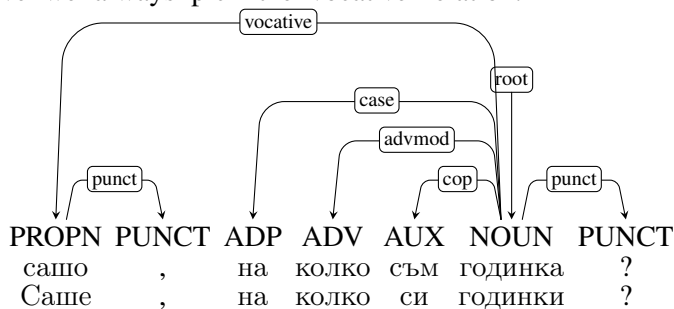 vocative
root
case
advmod
punct cop punct
PROPN PUNCT ADP ADV AUX NOUN PUNCT
сашо , на колко съм годинка ?
Саше , на колко си годинки ?